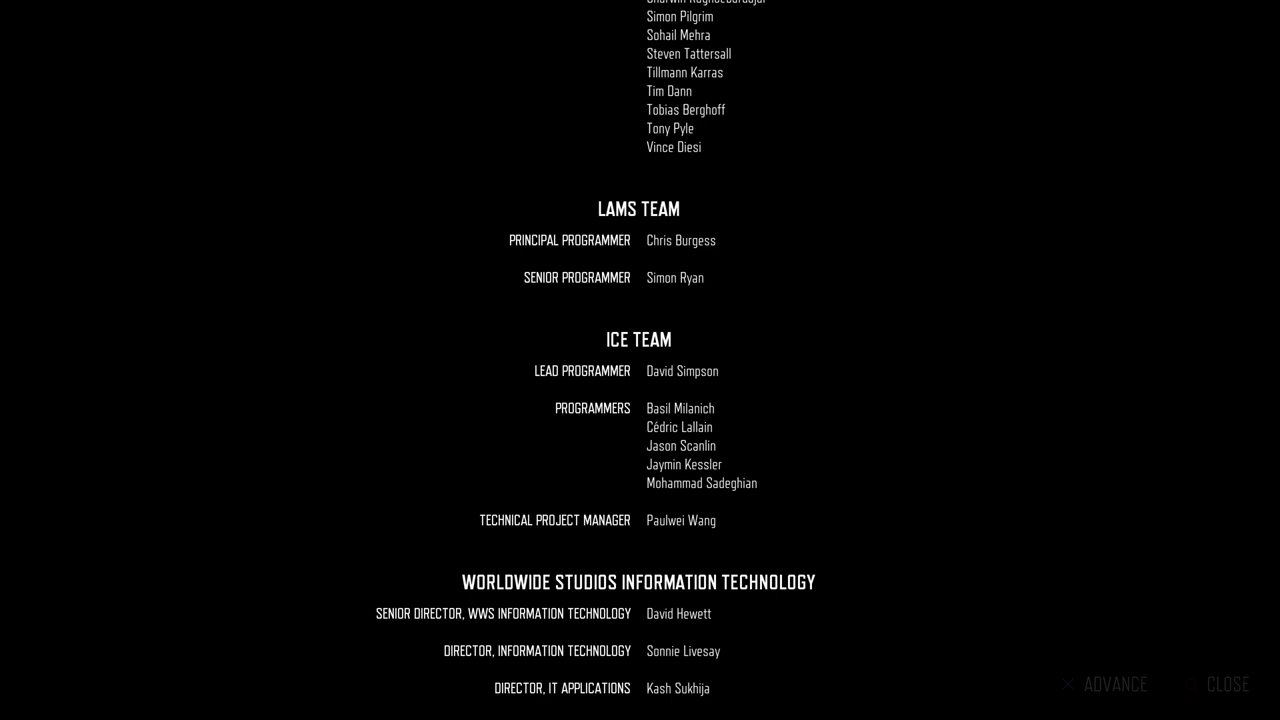 Simon Pilgrim
Sohail Mehra
Steven Tattersall
Tillmann Karras
Tim Dann
Tobias Berghoff
Tony Pyle
Vince Diesi
LAMS TEAM
PRINCIPAL PROGRAMMER Chris Burgess
SENIOR PROGRAMMER Simon Ryan
ICE TEAM
LEAD PROGRAMMER David Simpson
PROGRAMMERS Basil Milanich
Cédric Lallain
Jason Scanlin
Jaymin Kessler
Mohammad Sadeghian
TECHNICAL PROJECT MANAGER Paulwei Wang
WORLDWIDE STUDIOS INFORMATION TECHNOLOGY
SENIOR DIRECTOR, WWS INFORMATION TECHNOLOGY David Hewett
DIRECTOR, INFORMATION TECHNOLOGY Sonnie Livesay
DIRECTOR, IT APPLICATIONS Kash Sukhija
ADVANCE CLOSE